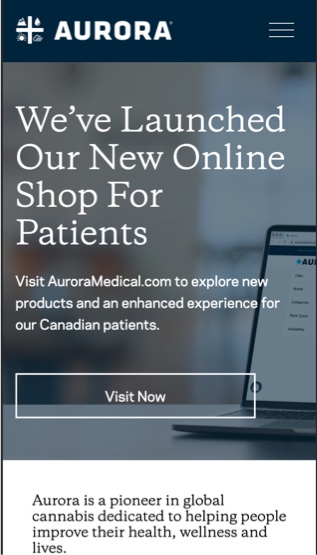 AURORA
We’ve Launched
Our New Online
Shop For
Patients
Visit AuroraMedical.com to explore new
products and an enhanced experience for
our Canadian patients.
Visit Now
Aurora is a pioneer in global
cannabis dedicated to helping people
improve their health, wellness and
lives.